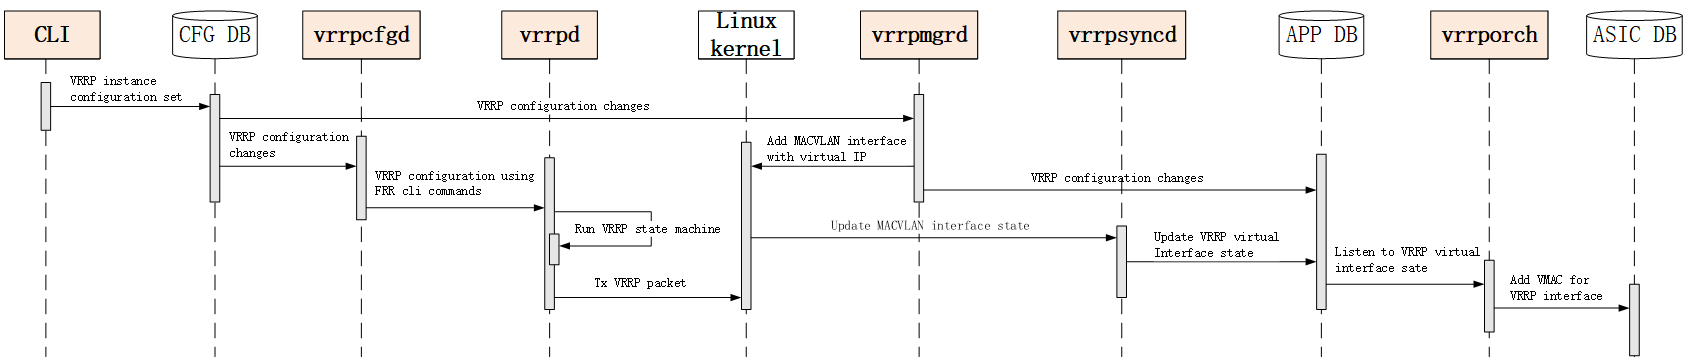 CLI
CFG DB
vrrpcfgd
vrrpd
Linux
kernel
vrrpmgrd
vrrpsyncd
APP DB
vrrporch
ASIC DB
VRRP instance
configuration set
VRRP configuration changes
VRRP configuration
changes
Add MACVLAN interface
with virtual IP
VRRP configuration using
FRR cli commands
VRRP configuration changes
Run VRRP state machine
Update MACVLAN interface state
Update VRRP virtual
Interface state
Listen to VRRP virtual
interface sate
Tx VRRP packet
Add VMAC for
VRRP interface